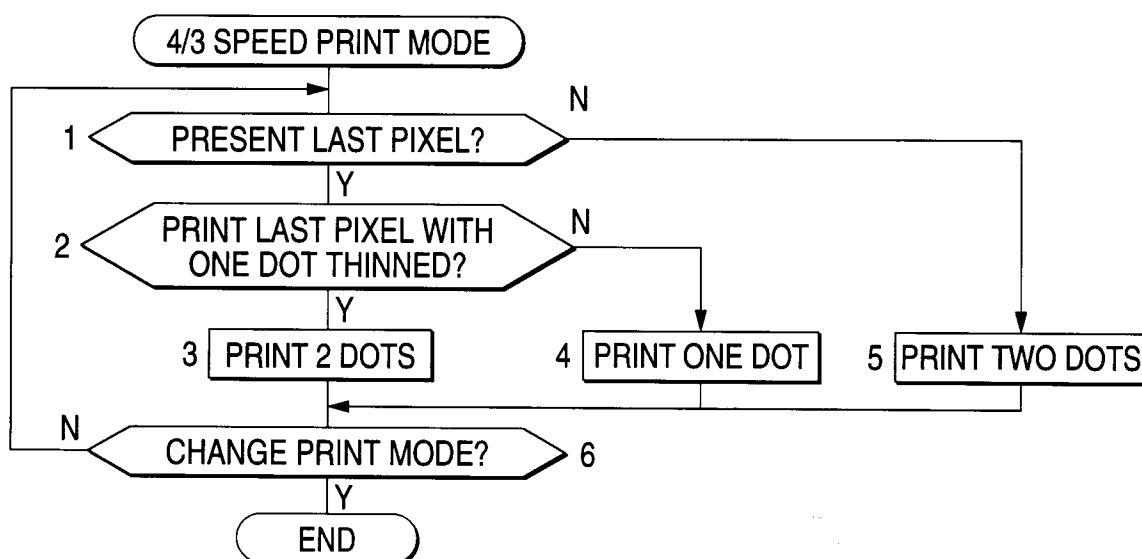 4/3 SPEED PRINT MODE
N
1 PRESENT LAST PIXEL?
Y
2 PRINT LAST PIXEL WITH
ONE DOT THINNED?
N
Y
3 PRINT 2 DOTS
4 PRINT ONE DOT
5 PRINT TWO DOTS
N
CHANGE PRINT MODE? 6
Y
END